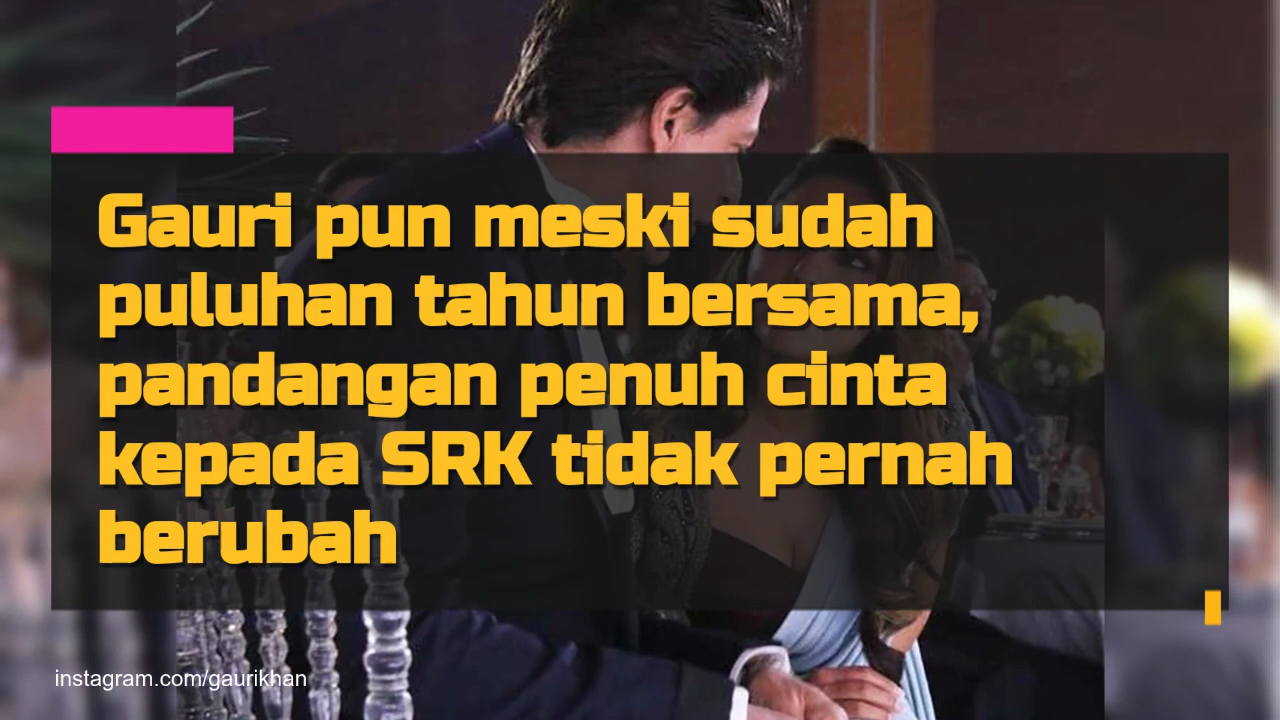 Gauri pun meski sudah
puluhan tahun bersama,
pandangan penuh cinta
kepada SRK tidak pernah
berubah
instagram.com/gaurikhan